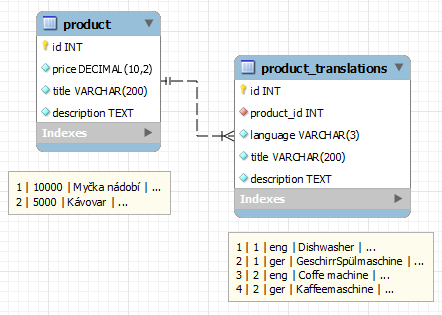 product
id INT
price DECIMAL(10,2)
title VARCHAR(200)
description TEXT
Indexes
1 | 10000 | Myčka nádobí | ...
2 | 5000 | Kávovar | ...
product_translations
id INT
product_id INT
language VARCHAR(3)
title VARCHAR(200)
description TEXT
Indexes
1 | 1 | eng | Dishwasher | ...
2 | 1 | ger | GeschirrSpülmaschine | ...
3 | 2 | eng | Coffe machine | ...
4 | 2 | ger | Kaffeemaschine | ...